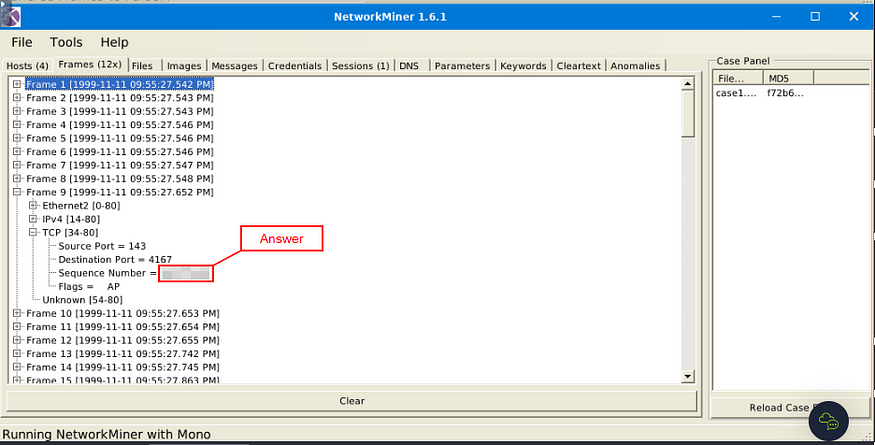 NetworkMiner 1.6.1
File Tools Help
Hosts (4) Frames (12x) Files Images Messages Credentials Sessions (1) DNS Parameters Keywords Cleartext Anomalies
Case Panel
File... MD5
case1.... f72b6...
Frame 1 [1999-11-11 09:55:27.542 PM]
Frame 2 [1999-11-11 09:55:27.543 PM]
Frame 3 [1999-11-11 09:55:27.543 PM]
Frame 4 [1999-11-11 09:55:27.546 PM]
Frame 5 [1999-11-11 09:55:27.546 PM]
Frame 6 [1999-11-11 09:55:27.546 PM]
Frame 7 [1999-11-11 09:55:27.547 PM]
Frame 8 [1999-11-11 09:55:27.548 PM]
Frame 9 [1999-11-11 09:55:27.652 PM]
Ethernet2 [0-80]
IPv4 [14-80]
TCP [34-80]
Answer
Source Port = 143
Destination Port = 4167
Sequence Number =
Flags = AP
Unknown [54-80]
Frame 10 [1999-11-11 09:55:27.653 PM]
Frame 11 [1999-11-11 09:55:27.654 PM]
Frame 12 [1999-11-11 09:55:27.655 PM]
Frame 13 [1999-11-11 09:55:27.742 PM]
Frame 14 [1999-11-11 09:55:27.745 PM]
Frame 15 [1999-11-11 09:55:27.863 PM]
Clear
Reload Case
Running NetworkMiner with Mono